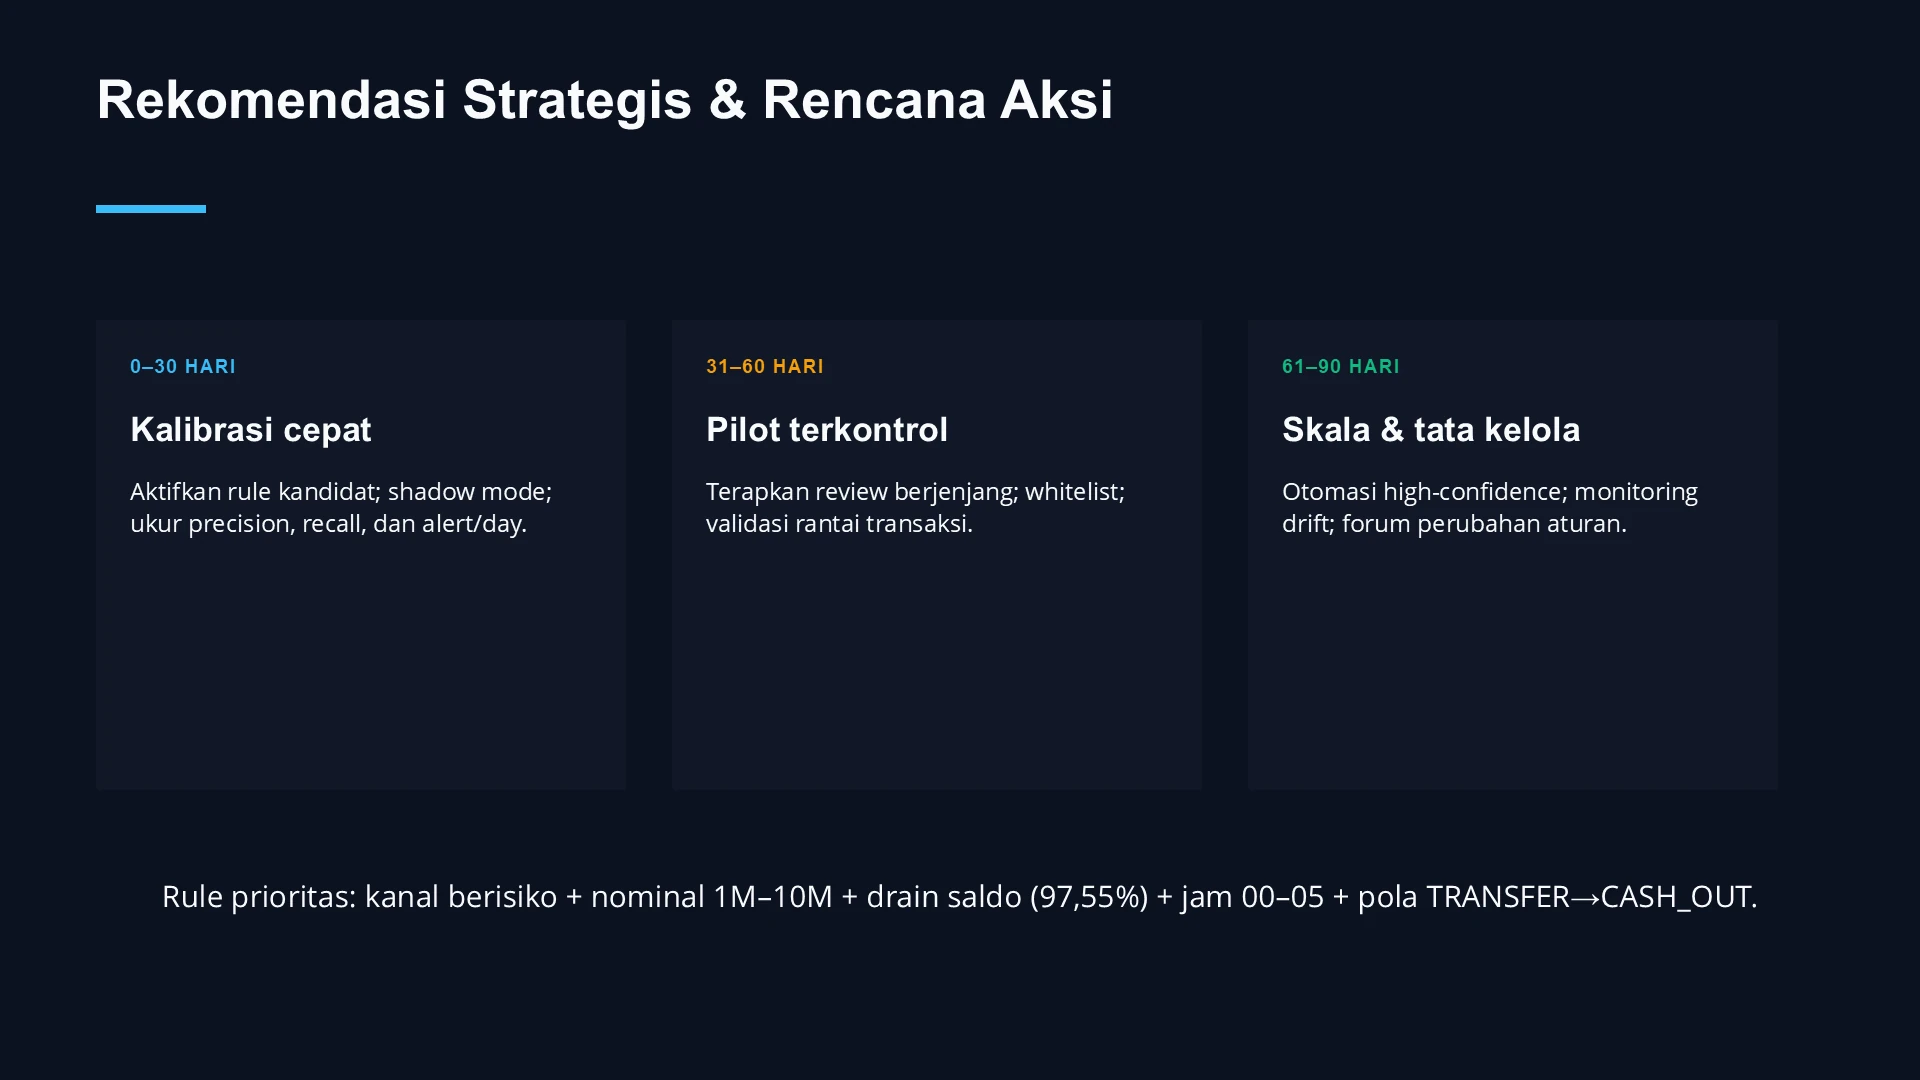 Rekomendasi Strategis & Rencana Aksi
0–30 HARI
Kalibrasi cepat
Aktifkan rule kandidat; shadow mode;
ukur precision, recall, dan alert/day.
31–60 HARI
Pilot terkontrol
Terapkan review berjenjang; whitelist;
validasi rantai transaksi.
61–90 HARI
Skala & tata kelola
Otomasi high-confidence; monitoring
drift; forum perubahan aturan.
Rule prioritas: kanal berisiko + nominal 1M–10M + drain saldo (97,55%) + jam 00–05 + pola TRANSFER→CASH_OUT.